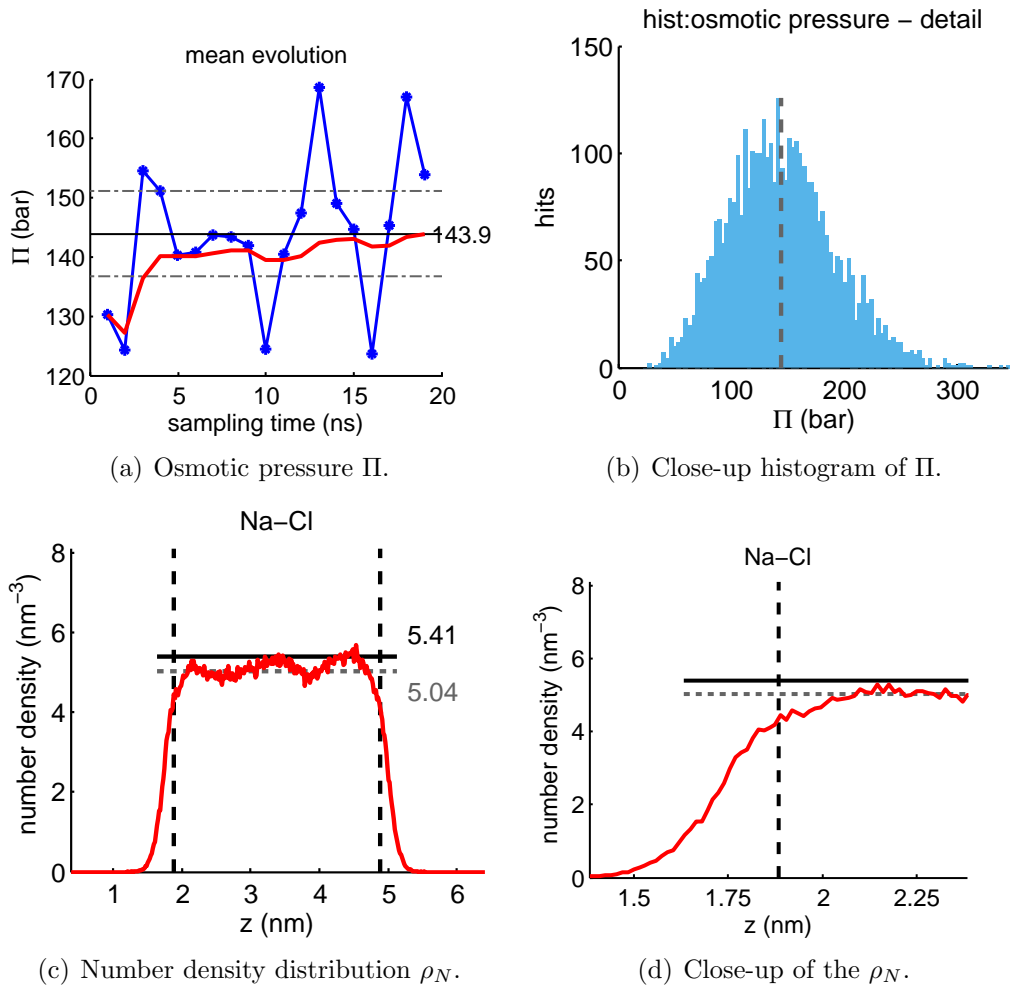 mean evolution
170
160
150
140
130
120
Π (bar)
143.9
0 5 10 15 20
sampling time (ns)
(a) Osmotic pressure Π.
hist:osmotic pressure − detail
150
100
50
0
hits
0 100 200 300
Π (bar)
(b) Close-up histogram of Π.
Na−Cl
8
6
4
2
0
number density (nm⁻³)
5.41
5.04
1 2 3 4 5 6
z (nm)
(c) Number density distribution ρN.
Na−Cl
8
6
4
2
0
number density (nm⁻³)
1.5 1.75 2 2.25
z (nm)
(d) Close-up of the ρN.